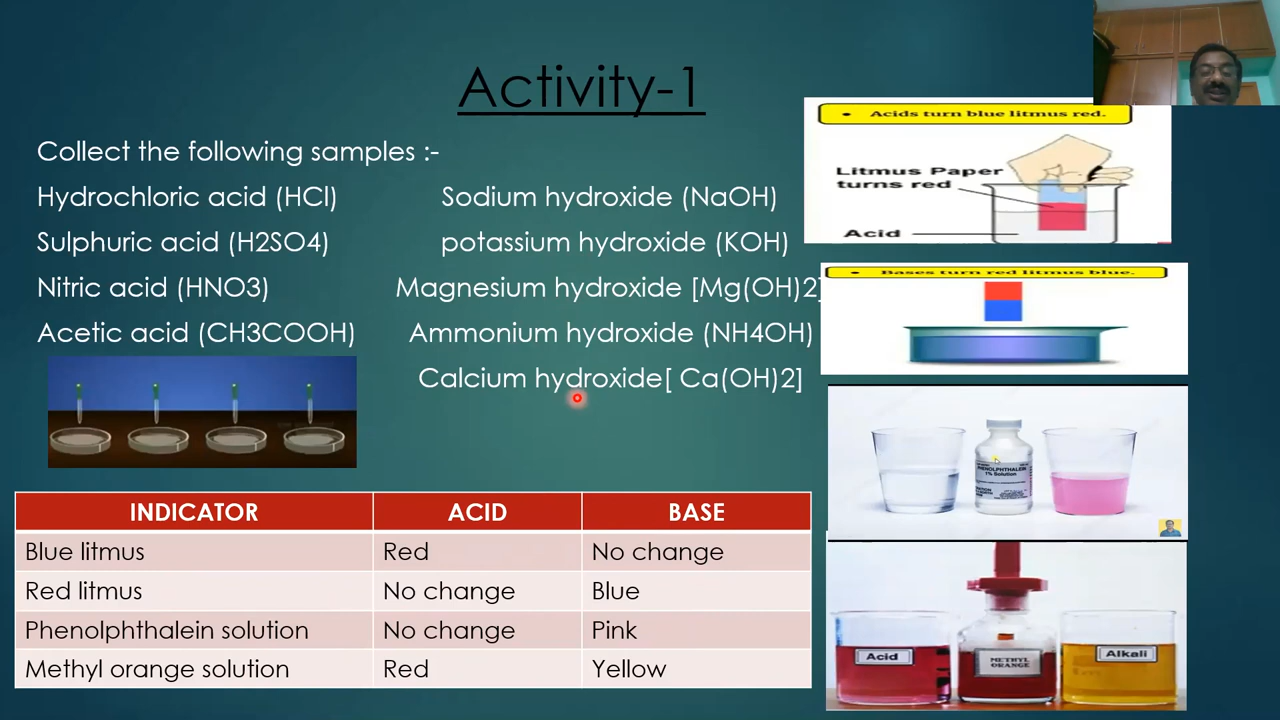 Activity-1
Collect the following samples :-
Hydrochloric acid (HCl) Sodium hydroxide (NaOH)
Sulphuric acid (H2SO4) potassium hydroxide (KOH)
Nitric acid (HNO3) Magnesium hydroxide [Mg(OH)2]
Acetic acid (CH3COOH) Ammonium hydroxide (NH4OH)
Calcium hydroxide[ Ca(OH)2]
INDICATOR ACID BASE
Blue litmus Red No change
Red litmus No change Blue
Phenolphthalein solution No change Pink
Methyl orange solution Red Yellow
• Acids turn blue litmus red.
Litmus Paper
turns red
Acid
• Bases turn red litmus blue.
PHENOLPHTHALEIN
1% Solution
Acid
METHYL
ORANGE
Alkali